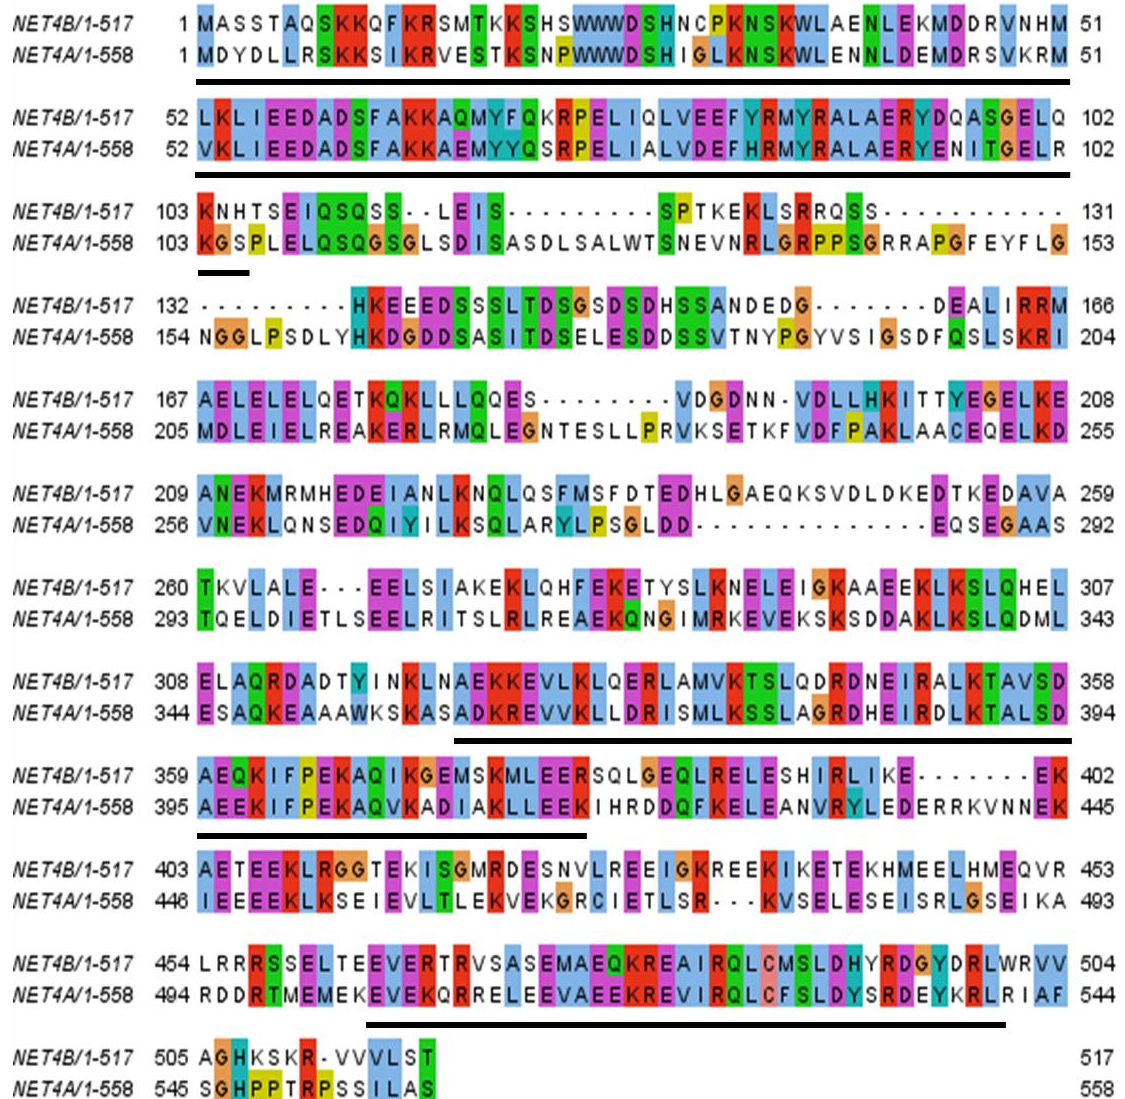 NET4B/1-517 1 MASSTAQSKKQFKRSMTKKSHSWWWDSHNCPKNSKWLAENLEKMDDRVNHM 51
NET4A/1-558 1 MDYDLLRSKKSIKRVESTKSNPWWWDSHIGLKNSKWLENNLDEMDRSVKRM 51
NET4B/1-517 52 LKLIEEDADSFAKKAQMYFQKRPELIQLVEEFYRMYRALAERYDQASGELQ 102
NET4A/1-558 52 VKLIEEDADSFAKKAEMYYQSRPELIALVDEFHRMYRALAERYENITGELR 102
NET4B/1-517 103 KNHTSEIQSQSS--LEIS---------SPTKEKLSRRQSS----------- 131
NET4A/1-558 103 KGSPLELQSQGSGLSDISASDLSALWTSNEVNRLGRPPSGRRAPGFEYFLG 153
NET4B/1-517 132 ---------HKEEEDSSSLTDSGSDSDHSSANDEDG-------DEALIRRM 166
NET4A/1-558 154 NGGLPSDLYHKDGDDSASITDSELESDDSSVTNYPGYVSIGSDFQSLSKRI 204
NET4B/1-517 167 AELELELQETKQKLLLQQES--------VDGDNN-VDLLHKITTYEGELKE 208
NET4A/1-558 205 MDLEIELREAKERLRMQLEGNTESLLPRVKSETKFVDFPAKLAACEQELKD 255
NET4B/1-517 209 ANEKMRMHEDEIANLKNQLQSFMSFDTEDHLGAEQKSVDLDKEDTKEDAVA 259
NET4A/1-558 256 VNEKLQNSEDQIYILKSQLARYLPSGLDD--------------EQSEGAAS 292
NET4B/1-517 260 TKVLALE---EELSIAKEKLQHFEKETYSLKNELEIGKAAEEKLKSLQHEL 307
NET4A/1-558 293 TQELDIETLSEELRITSLRLREAEKQNGIMRKEVEKSKSDDAKLKSLQDML 343
NET4B/1-517 308 ELAQRDADTYINKLNAEKKEVLKLQERLAMVKTSLQDRDNEIRALKTAVSD 358
NET4A/1-558 344 ESAQKEAAAWKSKASADKREVVKLLDRISMLKSSLAGRDHEIRDLKTALSD 394
NET4B/1-517 359 AEQKIFPEKAQIKGEMSKMLEERSQLGEQLRELESHIRLIKE-------EK 402
NET4A/1-558 395 AEEKIFPEKAQVKADIAKLLEEKIHRDDQFKELEANVRYLEDERRKVNNEK 445
NET4B/1-517 403 AETEEKLRGGTEKISGMRDESNVLREEIGKREEKIKETEKHMEELHMEQVR 453
NET4A/1-558 446 IEEEEKLKSEIEVLTLEKVEKGRCIETLSR---KVSELESEISRLGSEIKA 493
NET4B/1-517 454 LRRRSSELTEEVERTRVSASEMAEQKREAIRQLCMSLDHYRDGYDRLWRVV 504
NET4A/1-558 494 RDDRTMEMEKEVEKQRRELEEVAEEKREVIRQLCFSLDYSRDEYKRLRIAF 544
NET4B/1-517 505 AGHKSKR-VVVLST 517
NET4A/1-558 545 SGHPPTRPSSILAS 558